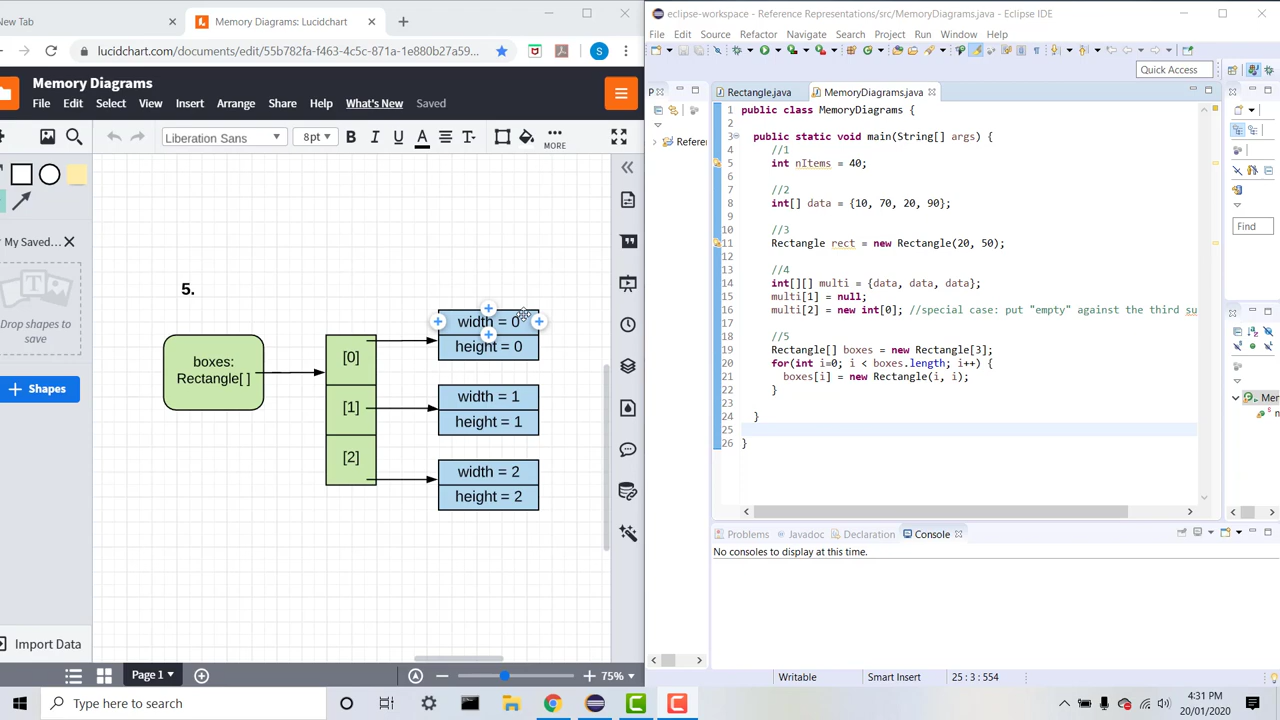 New Tab
Memory Diagrams: Lucidchart
lucidchart.com/documents/edit/55b782fa-f463-4c5c-871a-1e880b27a59...
S
Memory Diagrams
View
Insert
Arrange
Share
Help
What's New
Saved
Liberation Sans
8pt
B
I
U
A
T
MORE
My Saved...
Drop shapes to
start
Shapes
Import Data
5.
boxes:
Rectangle[ ]
[0]
[1]
[2]
width = 0
height = 0
width = 1
height = 1
width = 2
height = 2
Page 1
75%
eclipse-workspace - Reference Representations/src/MemoryDiagrams.java - Eclipse IDE
File Edit Source Refactor Navigate Search Project Run Window Help
Quick Access
P
Refere
Rectangle.java
MemoryDiagrams.java
1 public class MemoryDiagrams {
2
3 public static void main(String[] args) {
4 //1
5 int nItems = 40;
6
7 //2
8 int[] data = {10, 70, 20, 90};
9
10 //3
11 Rectangle rect = new Rectangle(20, 50);
12
13 //4
14 int[][] multi = {data, data, data};
15 multi[1] = null;
16 multi[2] = new int[0]; //special case: put "empty" against the third su
17
18 //5
19 Rectangle[] boxes = new Rectangle[3];
20 for(int i=0; i < boxes.length; i++) {
21 boxes[i] = new Rectangle(i, i);
22 }
23
24 }
25
26 }
Find
Mer
Problems
Javadoc
Declaration
Console
No consoles to display at this time.
Writable
Smart Insert
25 : 3 : 554
Type here to search
4:31 PM
20/01/2020